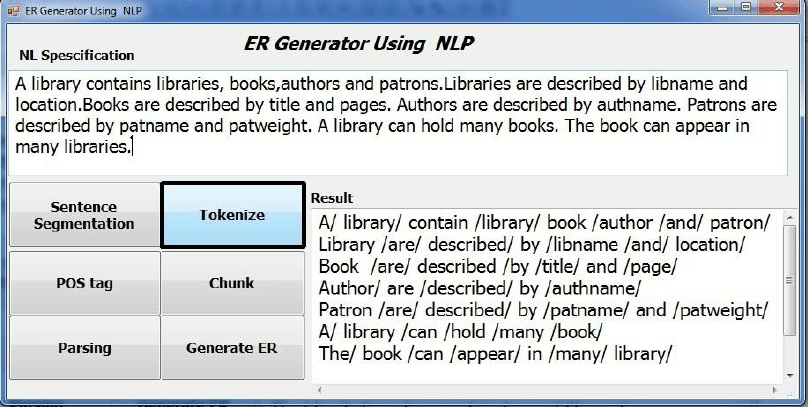 ER Generator Using NLP
ER Generator Using NLP
NL Spescification
A library contains libraries, books,authors and patrons.Libraries are described by libname and
location.Books are described by title and pages. Authors are described by authname. Patrons are
described by patname and patweight. A library can hold many books. The book can appear in
many libraries.
Sentence
Segmentation
Tokenize
POS tag
Chunk
Parsing
Generate ER
Result
A/ library/ contain /library/ book /author /and/ patron/
Library /are/ described/ by /libname /and/ location/
Book /are/ described /by /title/ and /page/
Author/ are /described/ by /authname/
Patron /are/ described/ by /patname/ and /patweight/
A/ library /can /hold /many /book/
The/ book /can /appear/ in /many/ library/